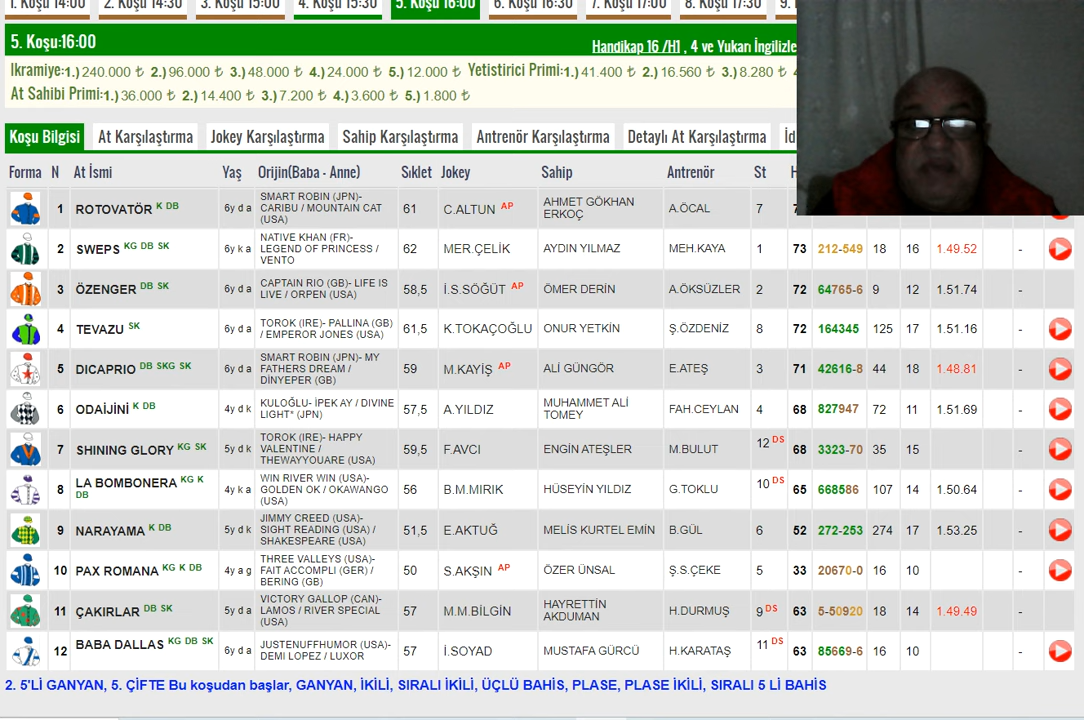 1. Koşu 14:00 2. Koşu 14:30 3. Koşu 15:00 4. Koşu 15:30 5. Koşu 16:00 6. Koşu 16:30 7. Koşu 17:00 8. Koşu 17:30 9.
5. Koşu:16:00
Handikap 16 /H1 , 4 ve Yukarı İngilizle
Ikramiye:1.) 240.000 ₺ 2.) 96.000 ₺ 3.) 48.000 ₺ 4.) 24.000 ₺ 5.) 12.000 ₺ Yetistirici Primi:1.) 41.400 ₺ 2.) 16.560 ₺ 3.) 8.280 ₺
At Sahibi Primi:1.) 36.000 ₺ 2.) 14.400 ₺ 3.) 7.200 ₺ 4.) 3.600 ₺ 5.) 1.800 ₺
Koşu Bilgisi At Karşılaştırma Jokey Karşılaştırma Sahip Karşılaştırma Antrenör Karşılaştırma Detaylı At Karşılaştırma İd
Forma N At İsmi Yaş Orijin(Baba - Anne) Sıklet Jokey Sahip Antrenör St H
1 ROTOVATÖR K DB 6y d a SMART ROBIN (JPN)- CARIBU / MOUNTAIN CAT (USA) 61 C.ALTUN AP AHMET GÖKHAN ERKOÇ A.ÖCAL 7
2 SWEPS KG DB SK 6y k a NATIVE KHAN (FR)- LEGEND OF PRINCESS / VENTO 62 MER.ÇELİK AYDIN YILMAZ MEH.KAYA 1 73 212-549 18 16 1.49.52 -
3 ÖZENGER DB SK 6y d a CAPTAIN RIO (GB)- LIFE IS LIVE / ORPEN (USA) 58,5 İ.S.SÖĞÜT AP ÖMER DERİN A.ÖKSÜZLER 2 72 64765-6 9 12 1.51.74 -
4 TEVAZU SK 6y d a TOROK (IRE)- PALLINA (GB) / EMPEROR JONES (USA) 61,5 K.TOKAÇOĞLU ONUR YETKİN Ş.ÖZDENİZ 8 72 164345 125 17 1.51.16 -
5 DICAPRIO DB SKG SK 6y d a SMART ROBIN (JPN)- MY FATHERS DREAM / DİNYEPER (GB) 59 M.KAYİŞ AP ALİ GÜNGÖR E.ATEŞ 3 71 42616-8 44 18 1.48.81 -
6 ODAİJİNİ K DB 4y d k KULOĞLU- İPEK AY / DIVINE LIGHT* (JPN) 57,5 A.YILDIZ MUHAMMET ALİ TOMEY FAH.CEYLAN 4 68 827947 72 11 1.51.69 -
7 SHINING GLORY KG SK 5y d k TOROK (IRE)- HAPPY VALENTINE / THEWAYYOUARE (USA) 59,5 F.AVCI ENGİN ATEŞLER M.BULUT 12 DS 68 3323-70 35 15 -
8 LA BOMBONERA KG K DB 4y k a WIN RIVER WIN (USA)- GOLDEN OK / OKAWANGO (USA) 56 B.M.MIRIK HÜSEYİN YILDIZ G.TOKLU 10 DS 65 668586 107 14 1.50.64 -
9 NARAYAMA K DB 5y d k JIMMY CREED (USA)- SIGHT READING (USA) / SHAKESPEARE (USA) 51,5 E.AKTUĞ MELİS KURTEL EMİN B.GÜL 6 52 272-253 274 17 1.53.25 -
10 PAX ROMANA KG K DB 4y a g THREE VALLEYS (USA)- FAIT ACCOMPLI (GER) / BERING (GB) 50 S.AKŞIN AP ÖZER ÜNSAL Ş.S.ÇEKE 5 33 20670-0 16 10 -
11 ÇAKIRLAR DB SK 5y d a VICTORY GALLOP (CAN)- LAMOS / RIVER SPECIAL (USA) 57 M.M.BİLGİN HAYRETTİN AKDUMAN H.DURMUŞ 9 DS 63 5-50920 18 14 1.49.49 -
12 BABA DALLAS KG DB SK 6y d a JUSTENUFFHUMOR (USA)- DEMI LOPEZ / LUXOR 57 İ.SOYAD MUSTAFA GÜRCÜ H.KARATAŞ 11 DS 63 85669-6 16 10 -
2. 5'Lİ GANYAN, 5. ÇİFTE Bu koşudan başlar, GANYAN, İKİLİ, SIRALI İKİLİ, ÜÇLÜ BAHİS, PLASE, PLASE İKİLİ, SIRALI 5 Lİ BAHİS